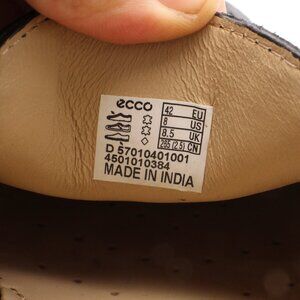 ecco
42 EU
8 US
8.5 UK
265 (2.5) CN
D 57010401001
4501010384
MADE IN INDIA